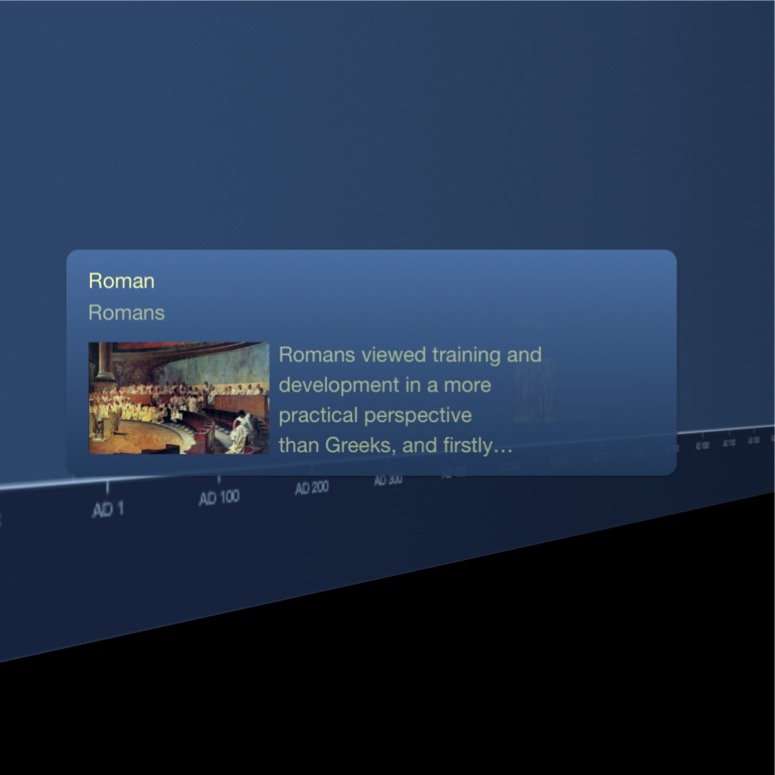 Roman
Romans
Romans viewed training and
development in a more
practical perspective
than Greeks, and firstly...
AD 1
AD 100
AD 200
AD 300